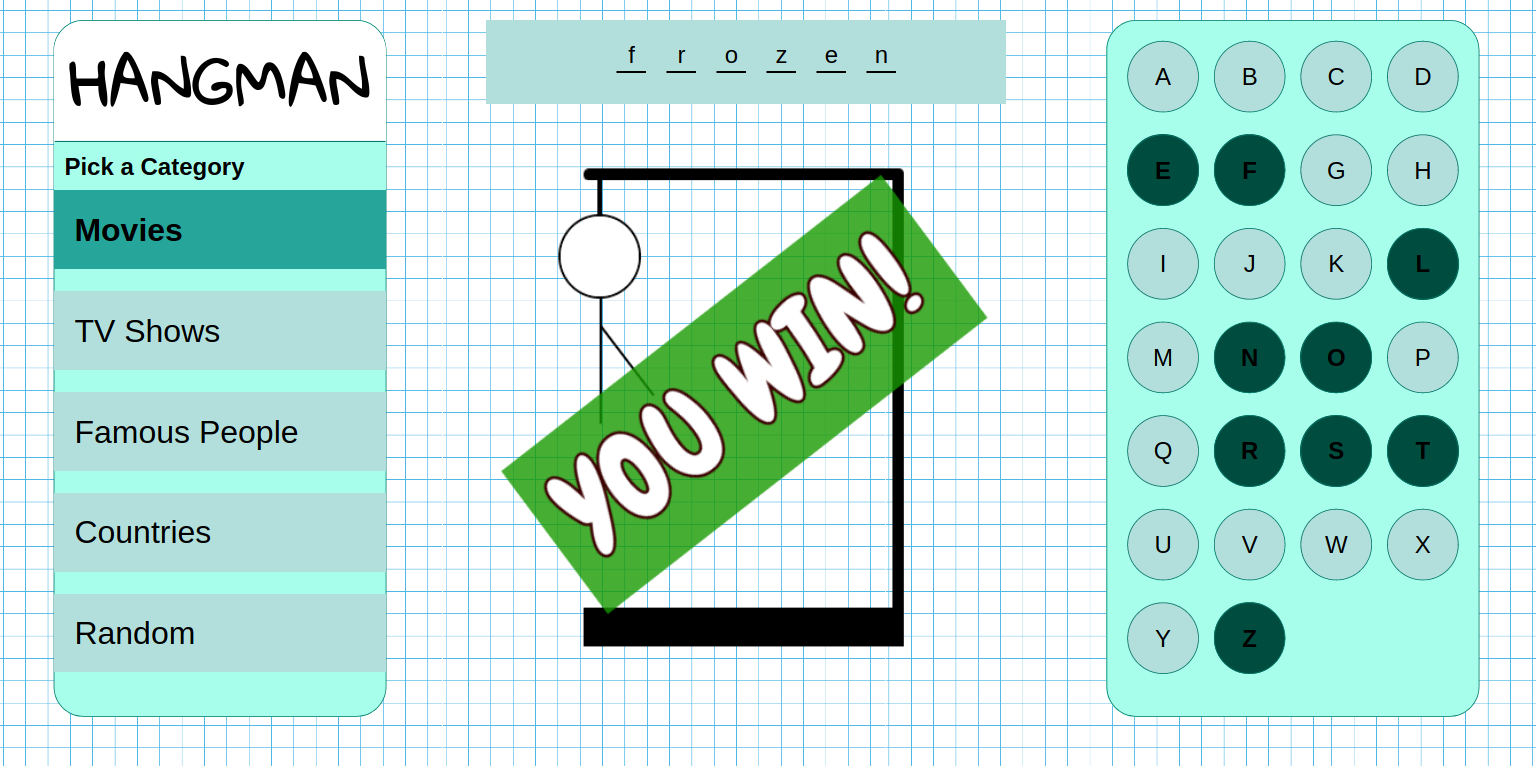 HANGMAN
Pick a Category
Movies
TV Shows
Famous People
Countries
Random
f r o z e n
YOU WIN!
A B C D
E F G H
I J K L
M N O P
Q R S T
U V W X
Y Z